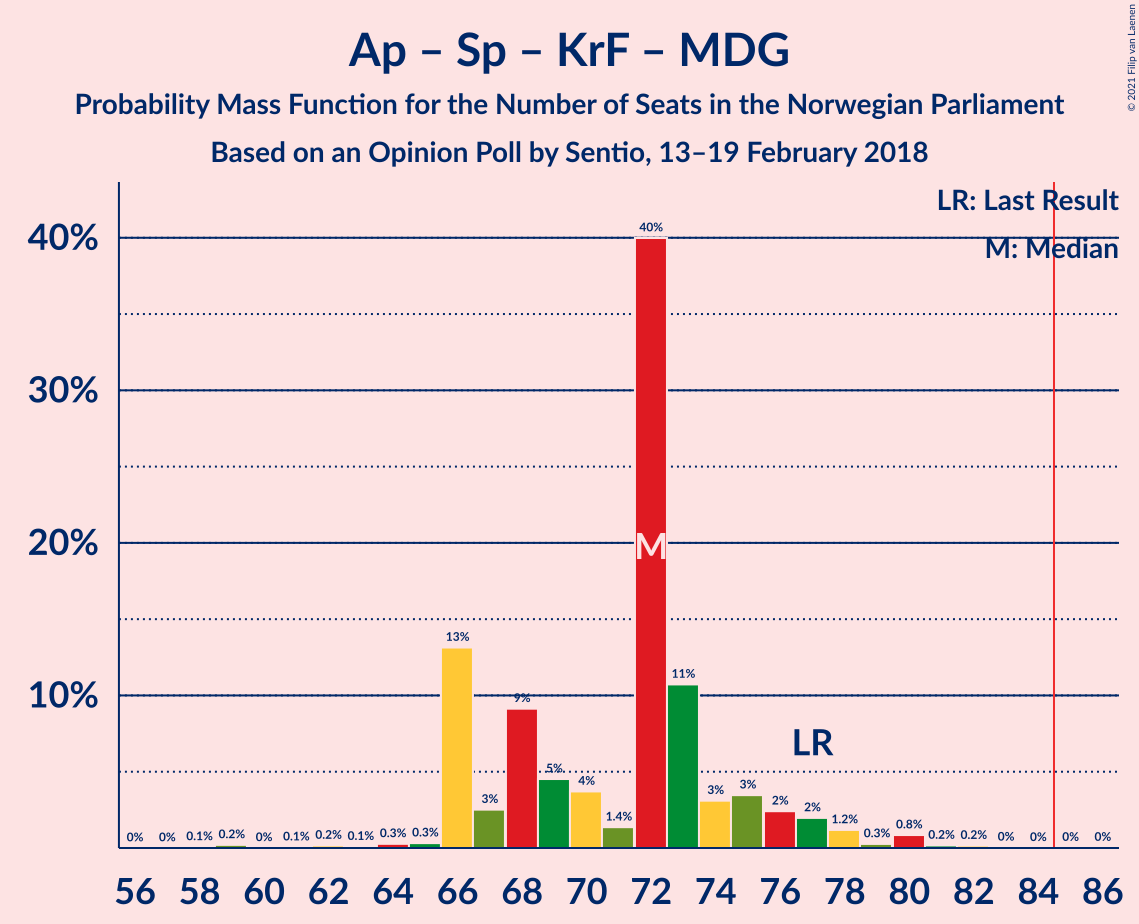 Ap – Sp – KrF – MDG
Probability Mass Function for the Number of Seats in the Norwegian Parliament
Based on an Opinion Poll by Sentio, 13–19 February 2018
© 2021 Filip van Laenen
LR: Last Result
M: Median
40%
30%
20%
10%
0% 0% 0.1% 0.2% 0% 0.1% 0.2% 0.1% 0.3% 0.3% 13% 3% 9% 5% 4% 1.4% 40% 11% 3% 3% 2% 2% 1.2% 0.3% 0.8% 0.2% 0.2% 0% 0% 0% 0%
M
LR
56 58 60 62 64 66 68 70 72 74 76 78 80 82 84 86